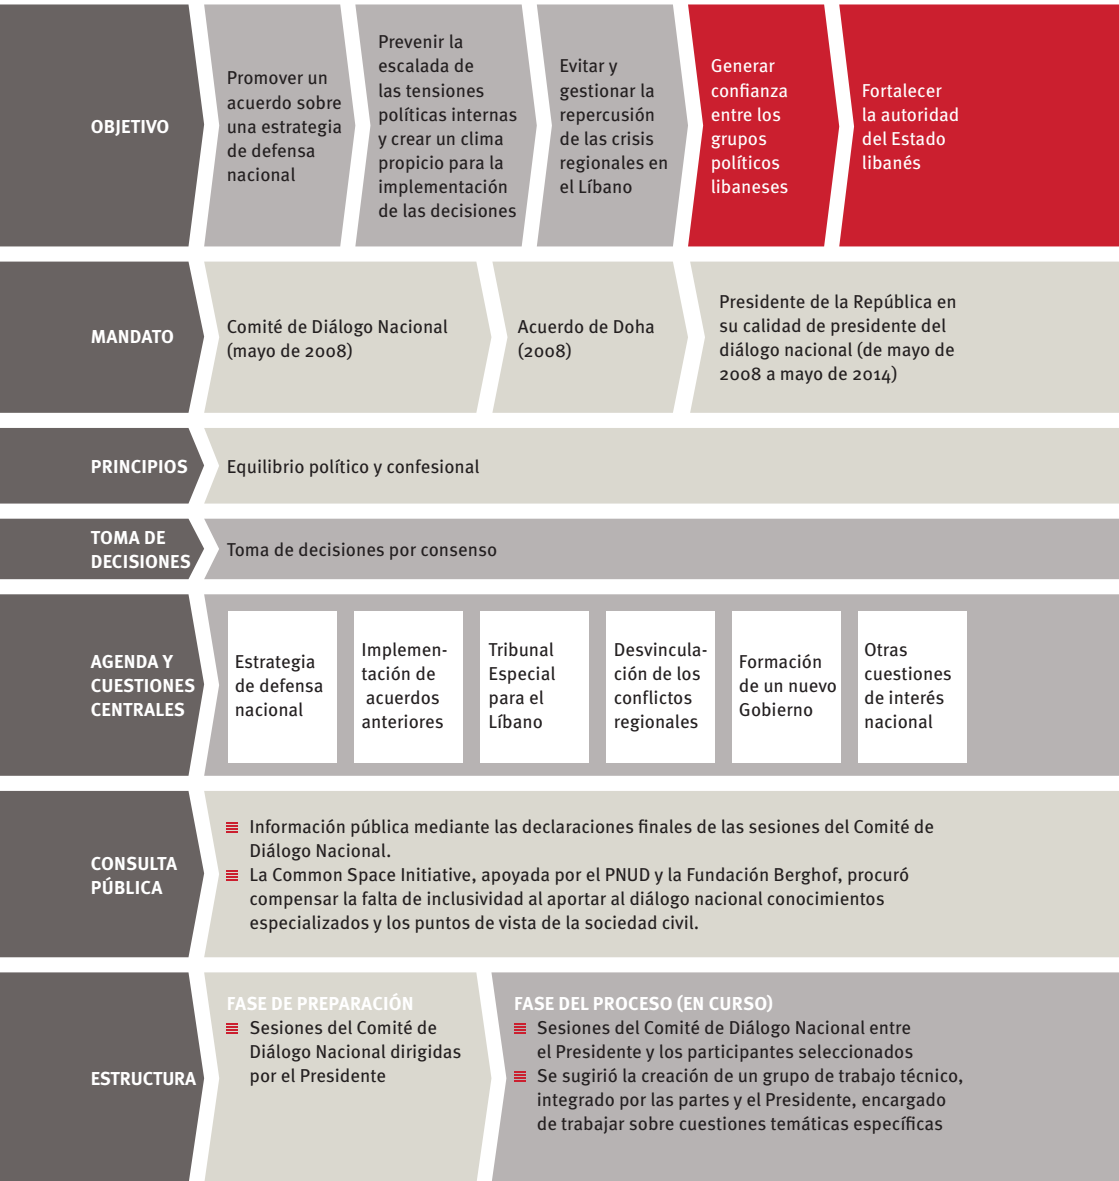 OBJETIVO
Promover un
acuerdo sobre
una estrategia
de defensa
nacional
Prevenir la
escalada de
las tensiones
políticas internas
y crear un clima
propicio para la
implementación
de las decisiones
Evitar y
gestionar la
repercusión
de las crisis
regionales en
el Líbano
Generar
confianza
entre los
grupos
políticos
libaneses
Fortalecer
la autoridad
del Estado
libanés
MANDATO
Comité de Diálogo Nacional
(mayo de 2008)
Acuerdo de Doha
(2008)
Presidente de la República en
su calidad de presidente del
diálogo nacional (de mayo de
2008 a mayo de 2014)
PRINCIPIOS
Equilibrio político y confesional
TOMA DE
DECISIONES
Toma de decisiones por consenso
AGENDA Y
CUESTIONES
CENTRALES
Estrategia
de defensa
nacional
Implemen-
tación de
acuerdos
anteriores
Tribunal
Especial
para el
Líbano
Desvincula-
ción de los
conflictos
regionales
Formación
de un nuevo
Gobierno
Otras
cuestiones
de interés
nacional
CONSULTA
PÚBLICA
Información pública mediante las declaraciones finales de las sesiones del Comité de
Diálogo Nacional.
La Common Space Initiative, apoyada por el PNUD y la Fundación Berghof, procuró
compensar la falta de inclusividad al aportar al diálogo nacional conocimientos
especializados y los puntos de vista de la sociedad civil.
ESTRUCTURA
FASE DE PREPARACIÓN
Sesiones del Comité de
Diálogo Nacional dirigidas
por el Presidente
FASE DEL PROCESO (EN CURSO)
Sesiones del Comité de Diálogo Nacional entre
el Presidente y los participantes seleccionados
Se sugirió la creación de un grupo de trabajo técnico,
integrado por las partes y el Presidente, encargado
de trabajar sobre cuestiones temáticas específicas